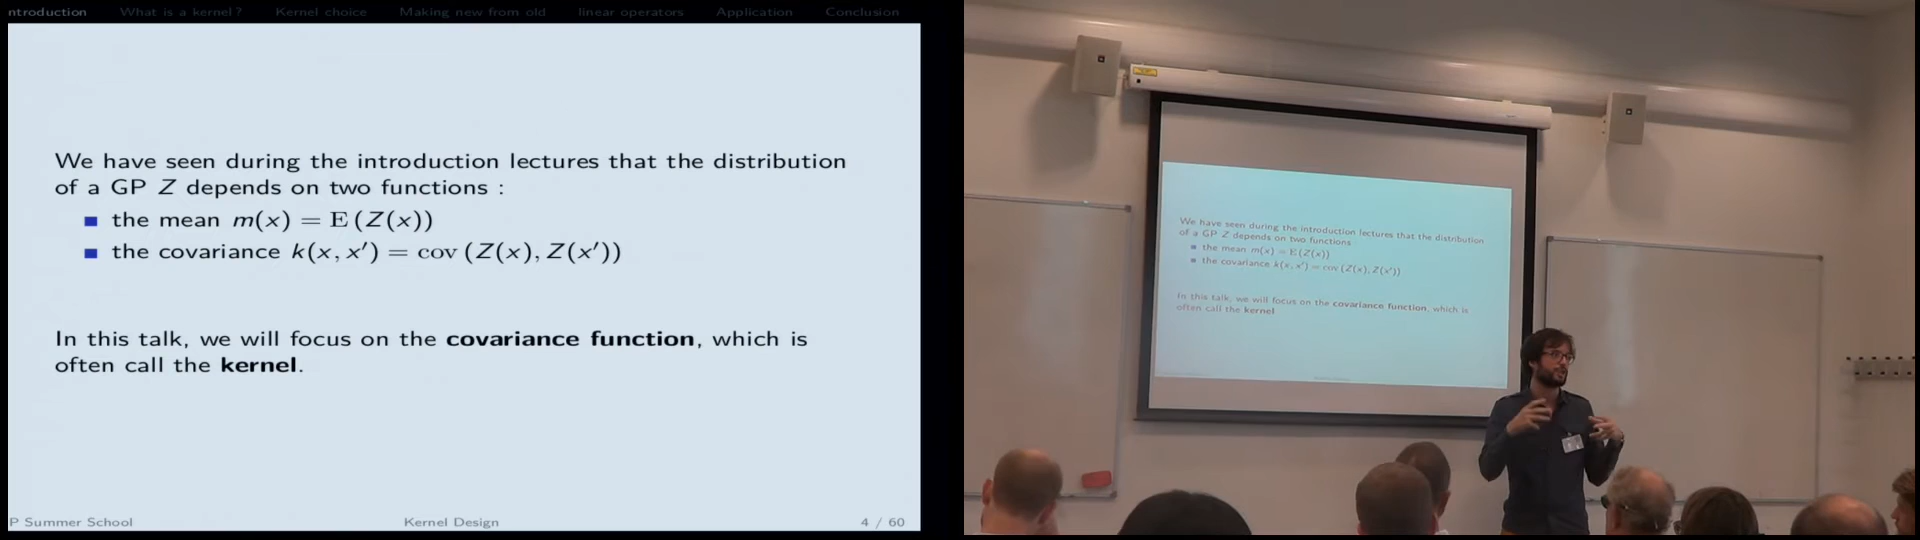 ntroduction What is a kernel? Kernel choice Making new from old linear operators Application Conclusion
We have seen during the introduction lectures that the distribution
of a GP Z depends on two functions :
the mean m(x) = E (Z(x))
the covariance k(x, x′) = cov (Z(x), Z(x′))
In this talk, we will focus on the covariance function, which is
often call the kernel.
P Summer School Kernel Design 4 / 60
We have seen during the introduction lectures that the distribution
of a GP Z depends on two functions
the mean m(x) = E (Z(x))
the covariance k(x, x′) = cov (Z(x), Z(x′))
In this talk, we will focus on the covariance function, which is
often call the kernel